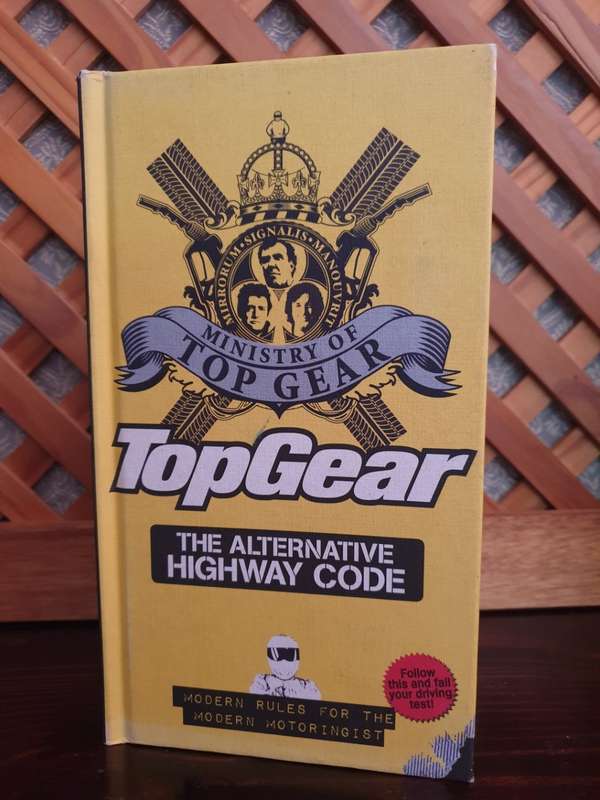 MIRRORUM • SIGNALIS • MANOUVRIT
MINISTRY OF
TOP GEAR
TopGear
THE ALTERNATIVE
HIGHWAY CODE
Follow
this and fail
your driving
test!
MODERN RULES FOR THE
MODERN MOTORINGIST